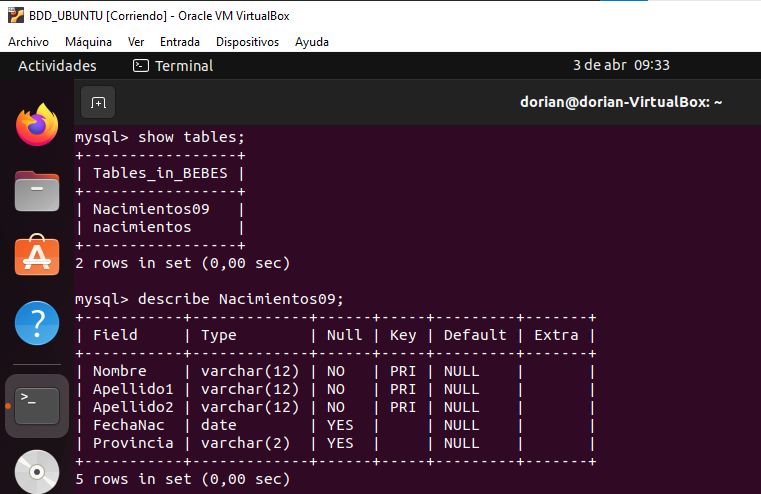 BDD_UBUNTU [Corriendo] - Oracle VM VirtualBox
Archivo Máquina Ver Entrada Dispositivos Ayuda
Actividades Terminal 3 de abr 09:33
dorian@dorian-VirtualBox: ~
mysql> show tables;
+-----------------+
| Tables_in_BEBES |
+-----------------+
| Nacimientos09   |
| nacimientos     |
+-----------------+
2 rows in set (0,00 sec)
mysql> describe Nacimientos09;
+-----------+-------------+------+-----+---------+-------+
| Field     | Type        | Null | Key | Default | Extra |
+-----------+-------------+------+-----+---------+-------+
| Nombre    | varchar(12) | NO   | PRI | NULL    |       |
| Apellido1 | varchar(12) | NO   | PRI | NULL    |       |
| Apellido2 | varchar(12) | NO   | PRI | NULL    |       |
| FechaNac  | date        | YES  |     | NULL    |       |
| Provincia | varchar(2)  | YES  |     | NULL    |       |
+-----------+-------------+------+-----+---------+-------+
5 rows in set (0,00 sec)